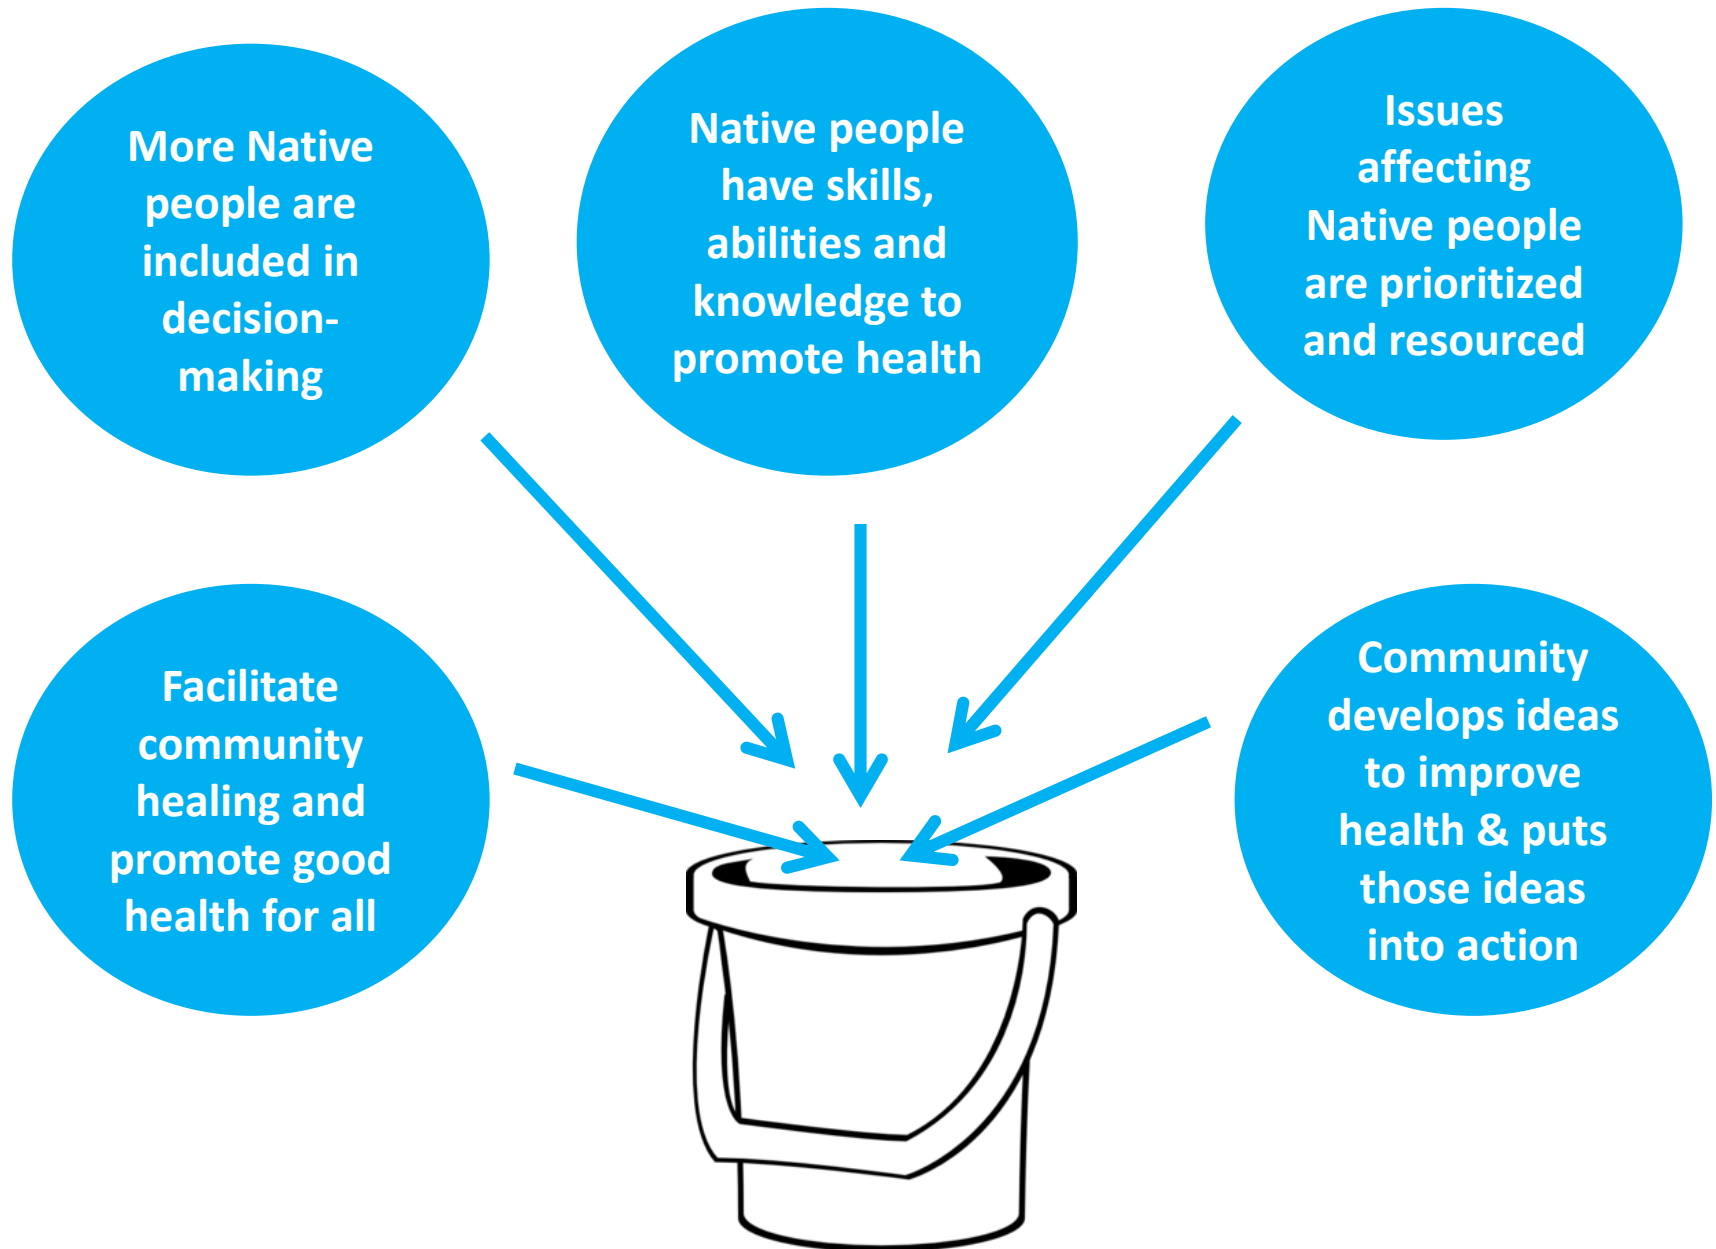 More Native
people are
included in
decision-
making
Native people
have skills,
abilities and
knowledge to
promote health
Issues
affecting
Native people
are prioritized
and resourced
Facilitate
community
healing and
promote good
health for all
Community
develops ideas
to improve
health & puts
those ideas
into action